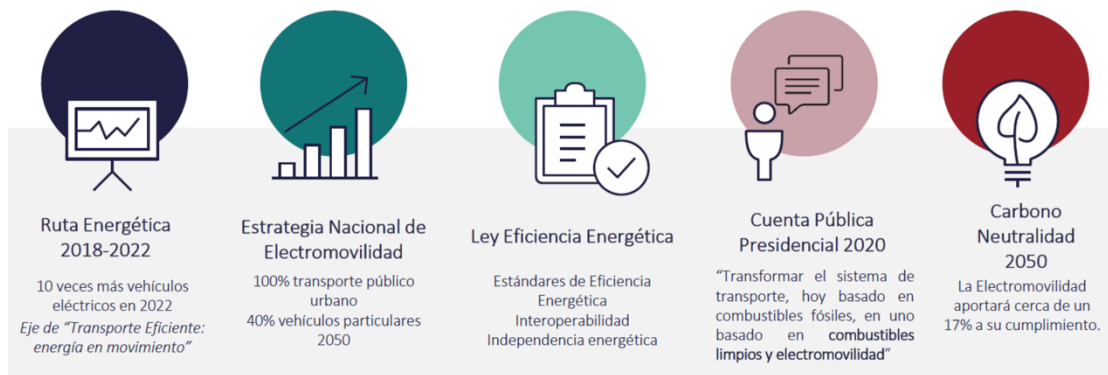 Ruta Energética
2018-2022
10 veces más vehículos
eléctricos en 2022
Eje de “Transporte Eficiente:
energía en movimiento”
Estrategia Nacional de
Electromovilidad
100% transporte público
urbano
40% vehículos particulares
2050
Ley Eficiencia Energética
Estándares de Eficiencia
Energética
Interoperabilidad
Independencia energética
Cuenta Pública
Presidencial 2020
“Transformar el sistema de
transporte, hoy basado en
combustibles fósiles, en uno
basado en combustibles
limpios y electromovilidad”
Carbono
Neutralidad
2050
La Electromovilidad
aportará cerca de un
17% a su cumplimiento.